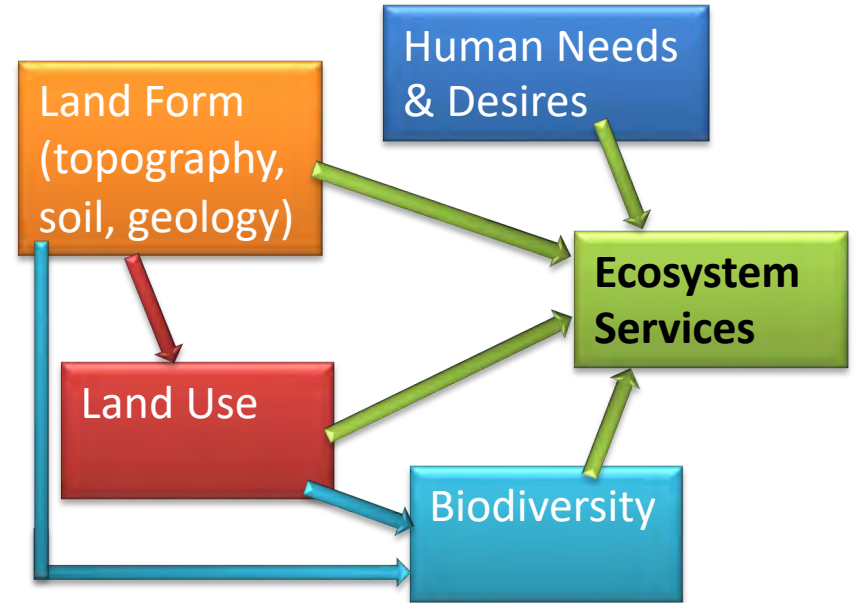 Human Needs
& Desires
Land Form
(topography,
soil, geology)
Ecosystem
Services
Land Use
Biodiversity